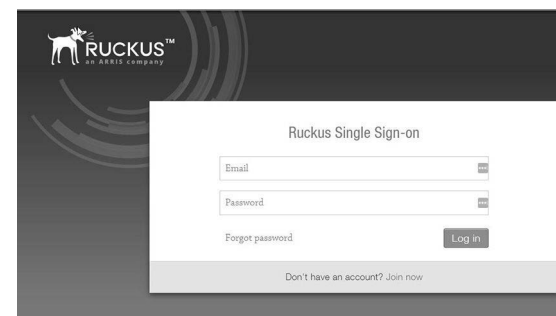 RUCKUS™
an ARRIS company
Ruckus Single Sign-on
Email
Password
Forgot password
Log in
Don't have an account? Join now